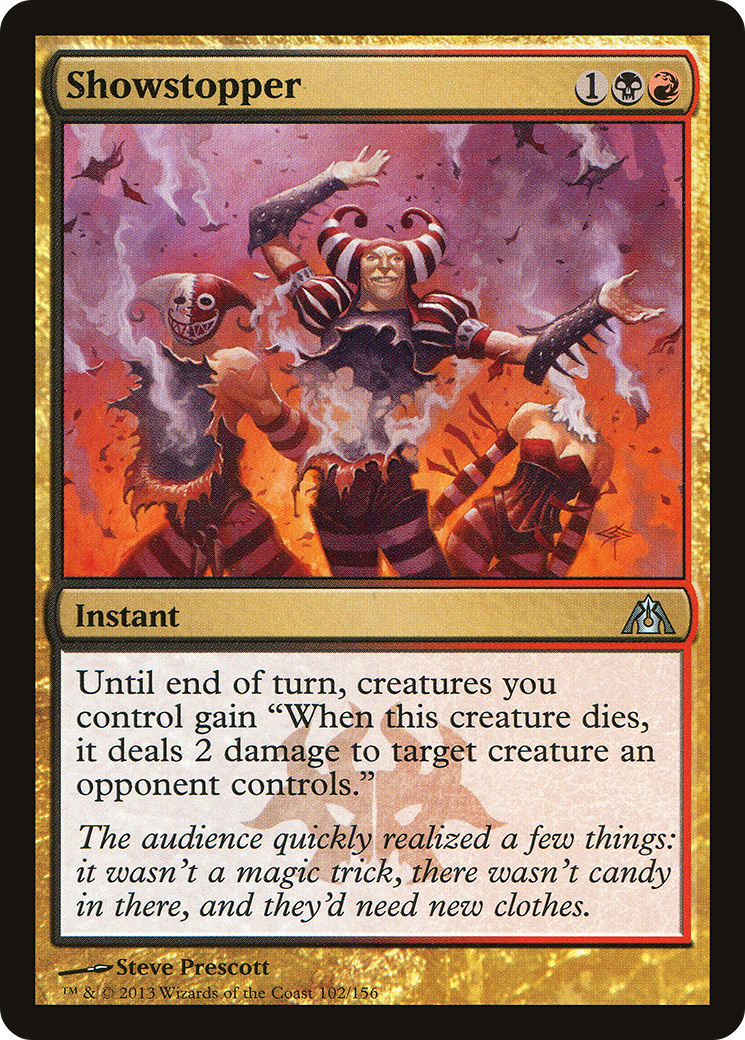 Showstopper 1
Instant
Until end of turn, creatures you
control gain “When this creature dies,
it deals 2 damage to target creature an
opponent controls.”
The audience quickly realized a few things:
it wasn’t a magic trick, there wasn’t candy
in there, and they’d need new clothes.
Steve Prescott
™ & © 2013 Wizards of the Coast 102/156